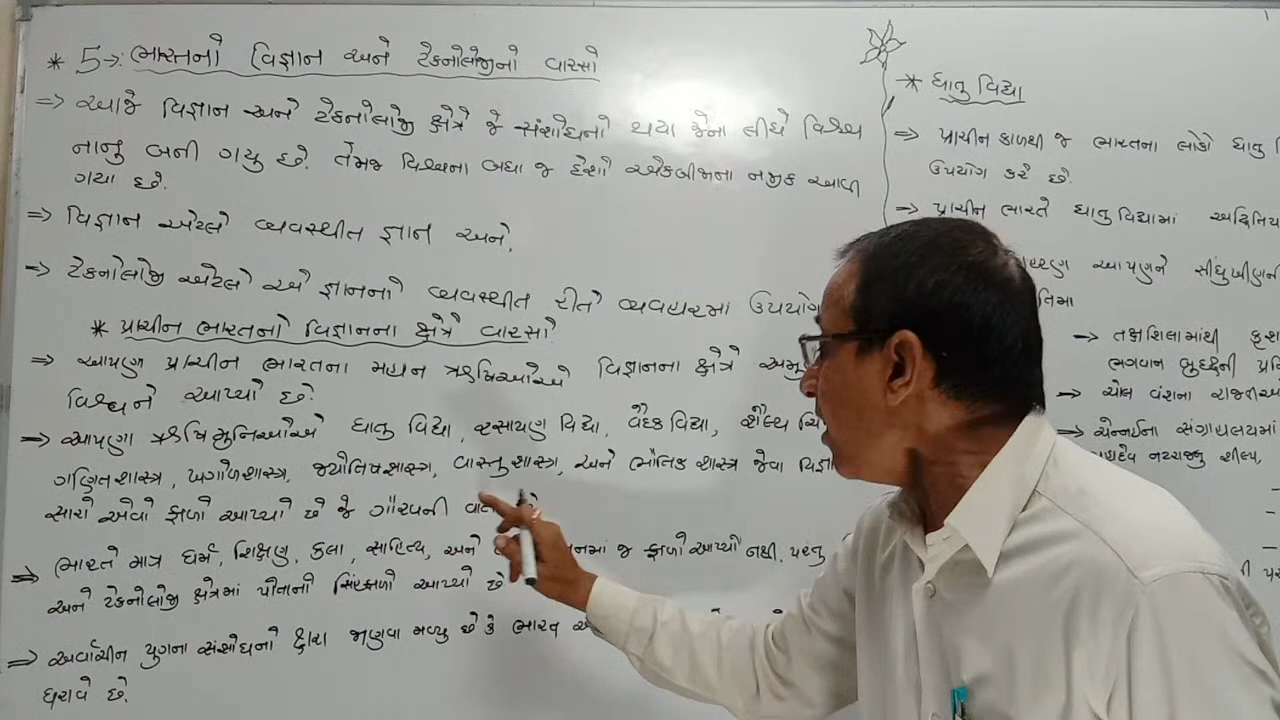 * 5 →: ભારતનો વિજ્ઞાન અને ટેકનોલોજીનો વારસો
⇒ આજે વિજ્ઞાન અને ટેકનોલોજી ક્ષેત્રે જે સંશોધનો થયા જેના લીધે વિશ્વ
નાનુ બની ગયુ છે. તેમજ વિશ્વના બધા જ દેશો એકબીજાના નજીક આવી
ગયા છે.
⇒ વિજ્ઞાન એટલે વ્યવસ્થીત જ્ઞાન અને,
⇒ ટેકનોલોજી એટલે એ જ્ઞાનનો વ્યવસ્થીત રીતે વ્યવહારમા ઉપયોગ
* પ્રાચીન ભારતનો વિજ્ઞાનના ક્ષેત્રે વારસો
⇒ આપણ પ્રાચીન ભારતના મહાન ઋષિઓએ વિજ્ઞાનના ક્ષેત્રે
વિશ્વને આપ્યો છે.
⇒ આપણા ઋષિમુનિઓએ ધાતુ વિદ્યા, રસાયણ વિદ્યા, વૈદક વિદ્યા, શૈલ્ય
ગણિતશાસ્ત્ર, ખગોળશાસ્ત્ર, જ્યોતિષશાસ્ત્ર, વાસ્તુશાસ્ત્ર, અને ભૌતિક શાસ્ત્ર જેવા
સારો એવો ફાળો આપ્યો છે જે ગૌરવની
⇒ ભારતે માત્ર ધર્મ, શિક્ષણ, કલા, સાહિત્ય, અને જ ફાળો આપ્યો નથી, પરંતુ
અને ટેકનોલોજી ક્ષેત્રમાં પોતાનો આપ્યો છે
⇒ અર્વાચીન યુગના સંસોધનો દ્વારા જાણવા મળ્યુ છે કે ભારત
ધરાવે છે.
* ધાતુ વિદ્યા
⇒ પ્રાચીન કાળથી જ ભારતના લોકો ધાતુ
ઉપયોગ કરે છે.
⇒ પ્રાચીન ભારતે ધાતુ વિદ્યામાં
આપણને સીંધુખીણની
→ તક્ષશિલામાંથી
ભગવાન બુદ્ધની
→ ચોલ વંશના
⇒ ચેન્નઈના સંગ્રહાલયમાં
નટરાજનુ શીલ્પ,